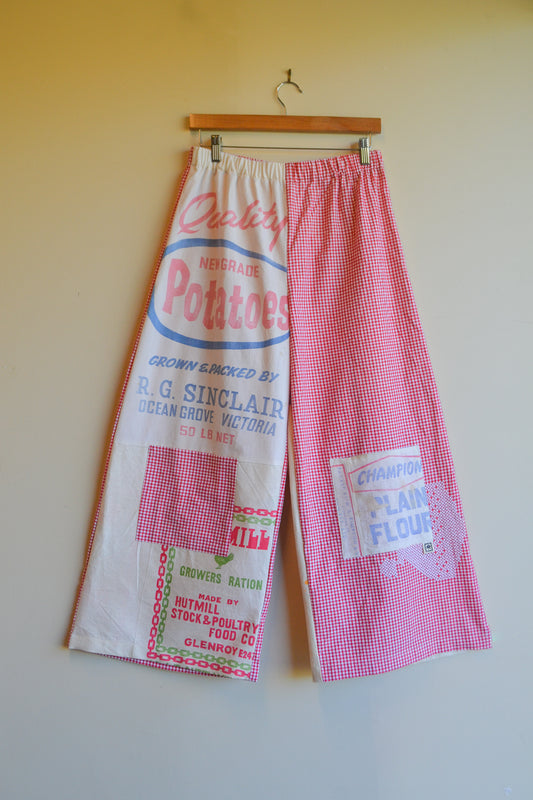 Quality
NEW GRADE
Potatoes
GROWN & PACKED BY
R. G. SINCLAIR
OCEAN GROVE VICTORIA
50 LB NET
MILL
GROWERS RATION
MADE BY
HUTMILL
STOCK & POULTRY
FOOD CO
GLENROY
CHAMPION
PLAIN
FLOUR